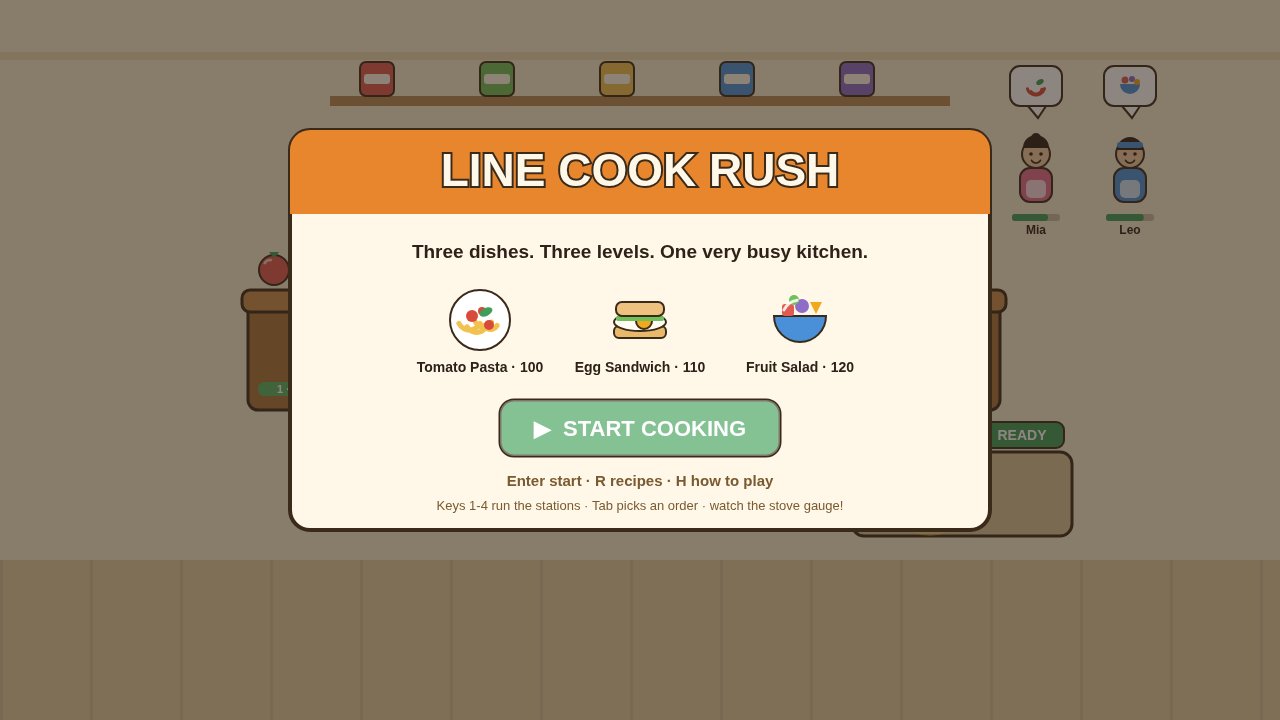 LINE COOK RUSH
Three dishes. Three levels. One very busy kitchen.
Tomato Pasta · 100
Egg Sandwich · 110
Fruit Salad · 120
▶ START COOKING
Enter start · R recipes · H how to play
Keys 1-4 run the stations · Tab picks an order · watch the stove gauge!
Mia
Leo
1
READY